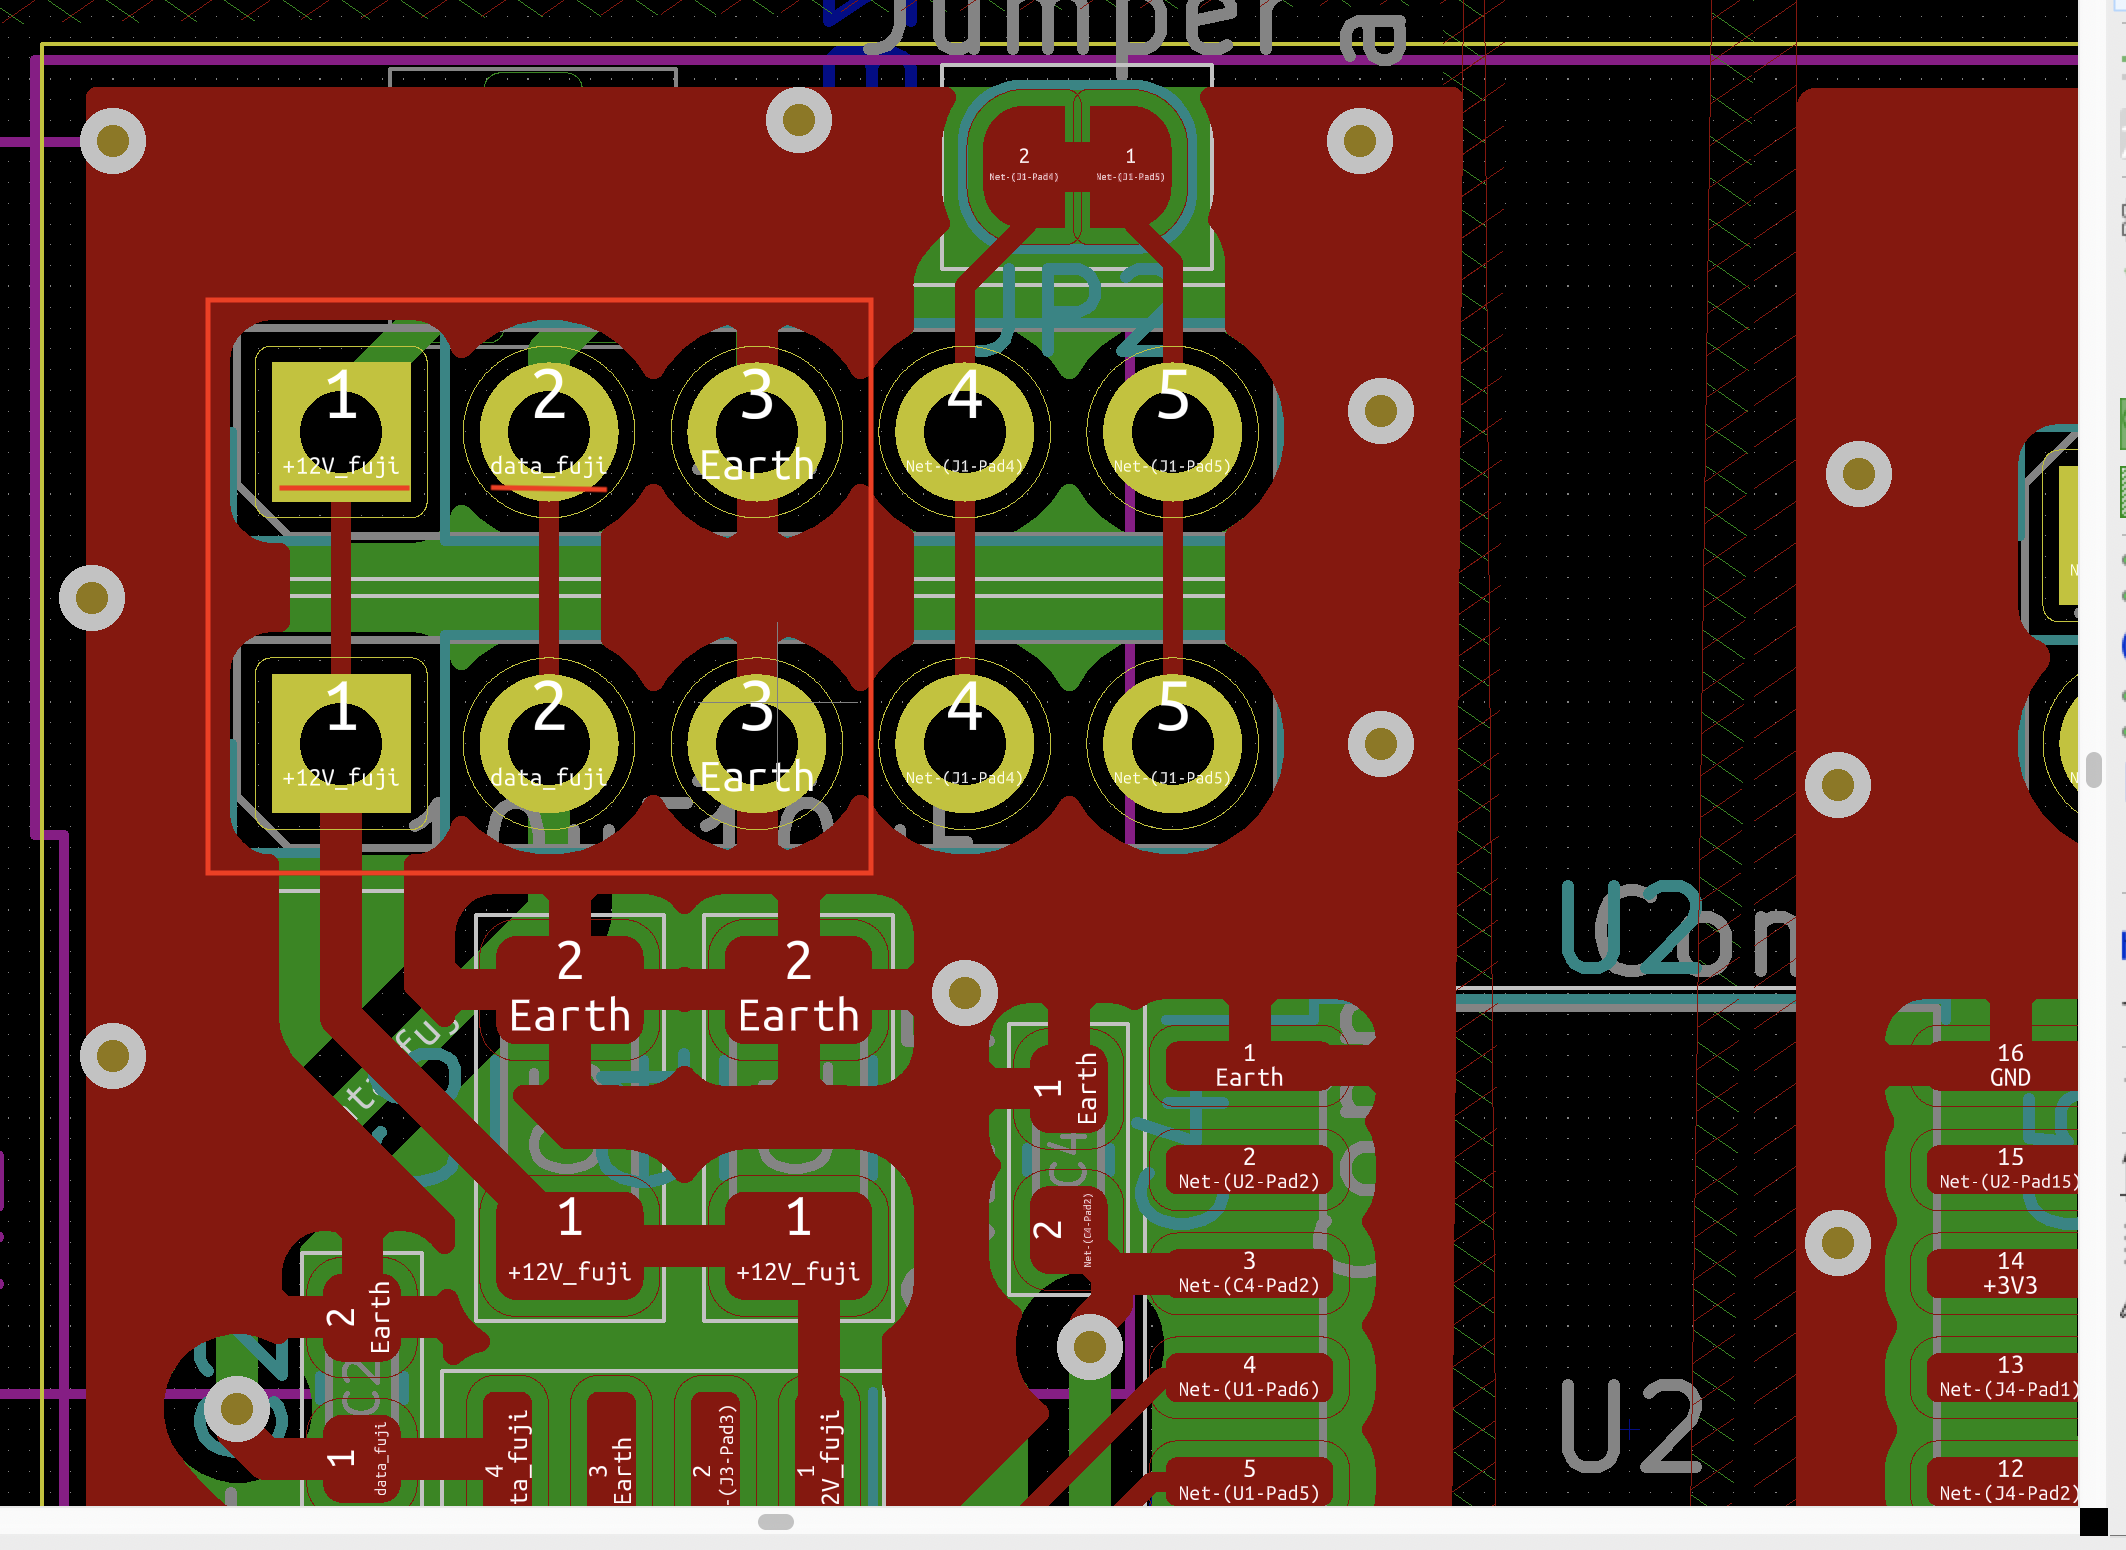 Jumper
2
1
Net-(J1-Pad4)
Net-(J1-Pad5)
JP2
1
2
3
4
5
+12V_fuji
data_fuji
Earth
Net-(J1-Pad4)
Net-(J1-Pad5)
1
2
3
4
5
+12V_fuji
data_fuji
Earth
Net-(J1-Pad4)
Net-(J1-Pad5)
2
Earth
2
Earth
1
Earth
2
Net-(C4-Pad2)
C4
1
+12V_fuji
1
+12V_fuji
2
Earth
C2
1
data_fuji
4
ta_fuji
3
Earth
2
-(J3-Pad3)
1
2V_fuji
1
Earth
2
Net-(U2-Pad2)
3
Net-(C4-Pad2)
4
Net-(U1-Pad6)
5
Net-(U1-Pad5)
U2
U2
16
GND
15
Net-(U2-Pad15)
14
+3V3
13
Net-(J4-Pad1)
12
Net-(J4-Pad2)